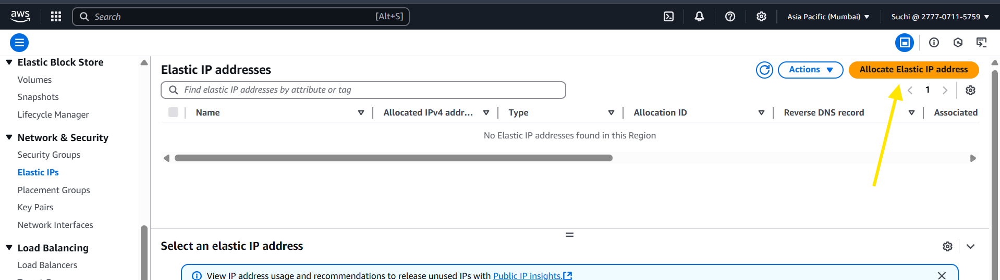 aws
Search [Alt+S] Asia Pacific (Mumbai) Suchi @ 2777-0711-5759
Elastic Block Store
Volumes
Snapshots
Lifecycle Manager
Network & Security
Security Groups
Elastic IPs
Placement Groups
Key Pairs
Network Interfaces
Load Balancing
Load Balancers
Elastic IP addresses
Actions
Allocate Elastic IP address
Find elastic IP addresses by attribute or tag
1
Name Allocated IPv4 addr... Type Allocation ID Reverse DNS record Associated
No Elastic IP addresses found in this Region
Select an elastic IP address
View IP address usage and recommendations to release unused IPs with Public IP insights.